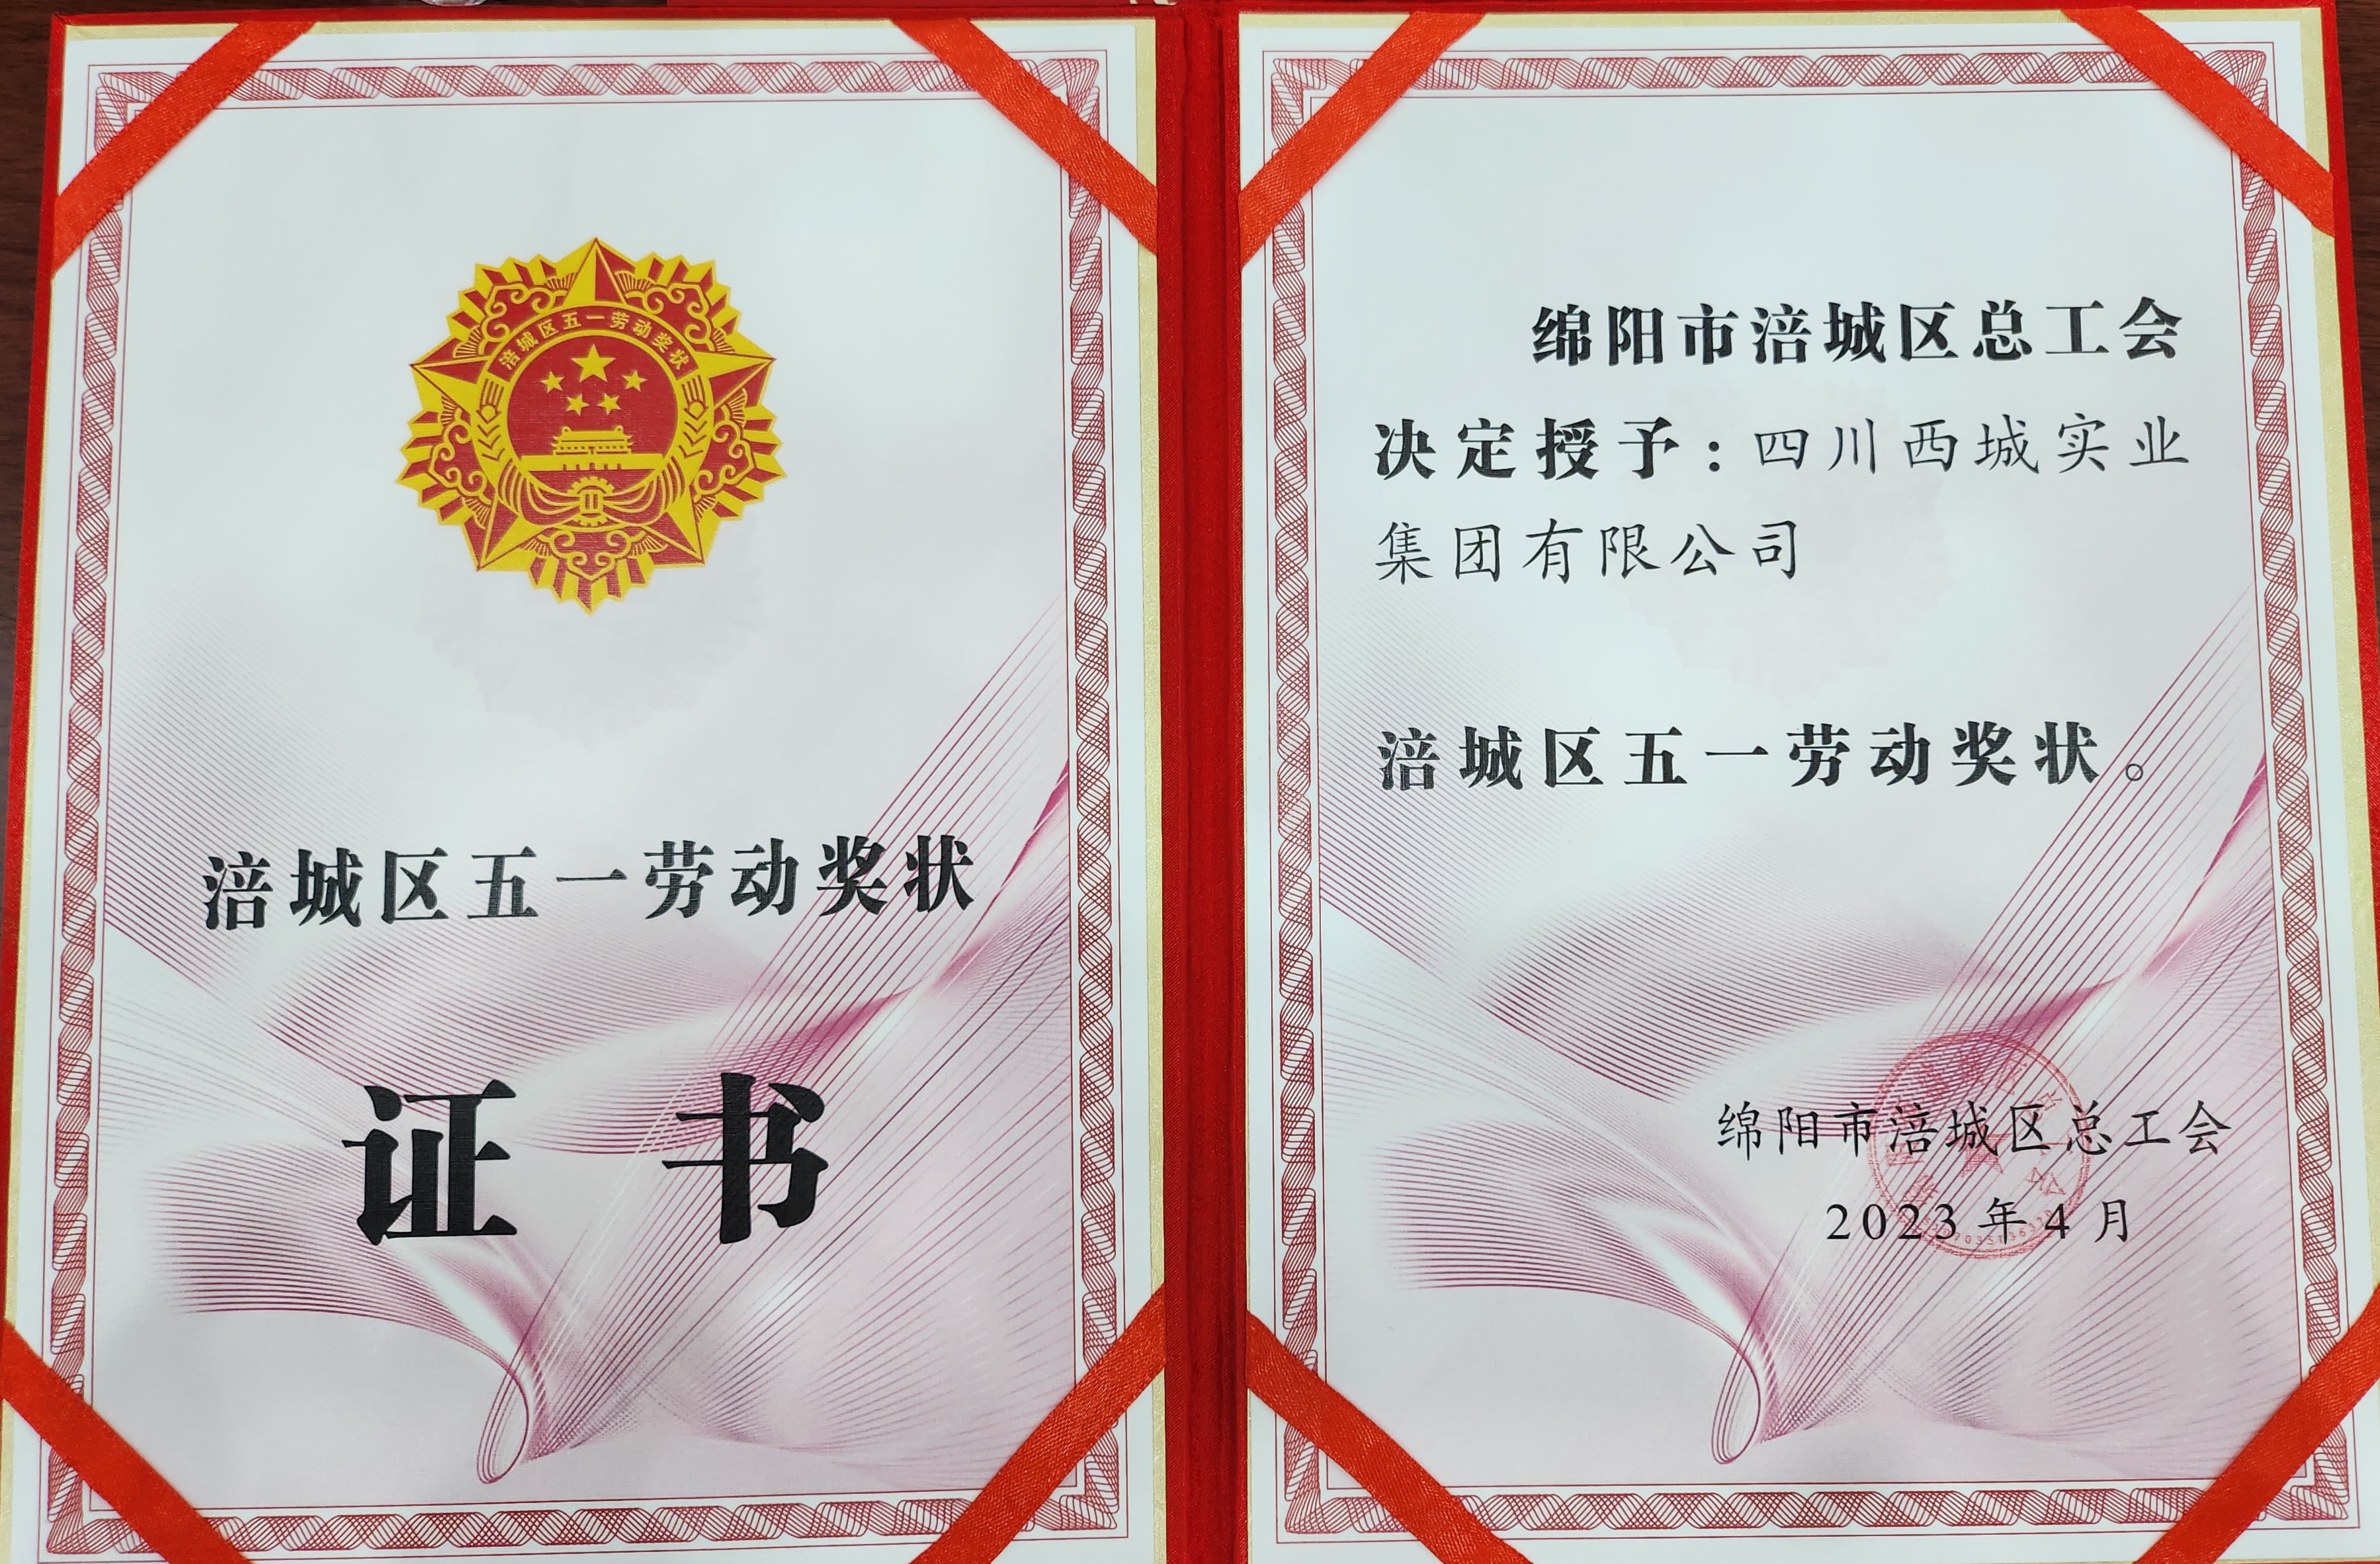 涪城区五一劳动奖状
涪城区五一劳动奖状
证书
绵阳市涪城区总工会
决定授予：四川西城实业
集团有限公司
涪城区五一劳动奖状。
绵阳市涪城区总工会
2023年4月